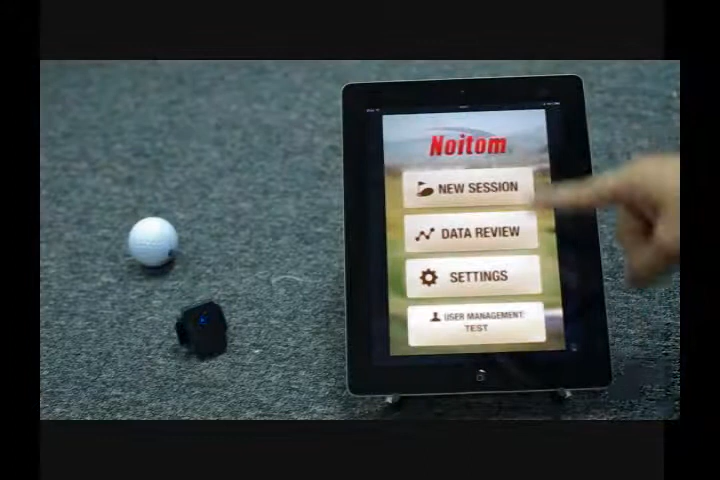 Noitom
NEW SESSION
DATA REVIEW
SETTINGS
USER MANAGEMENT:
TEST